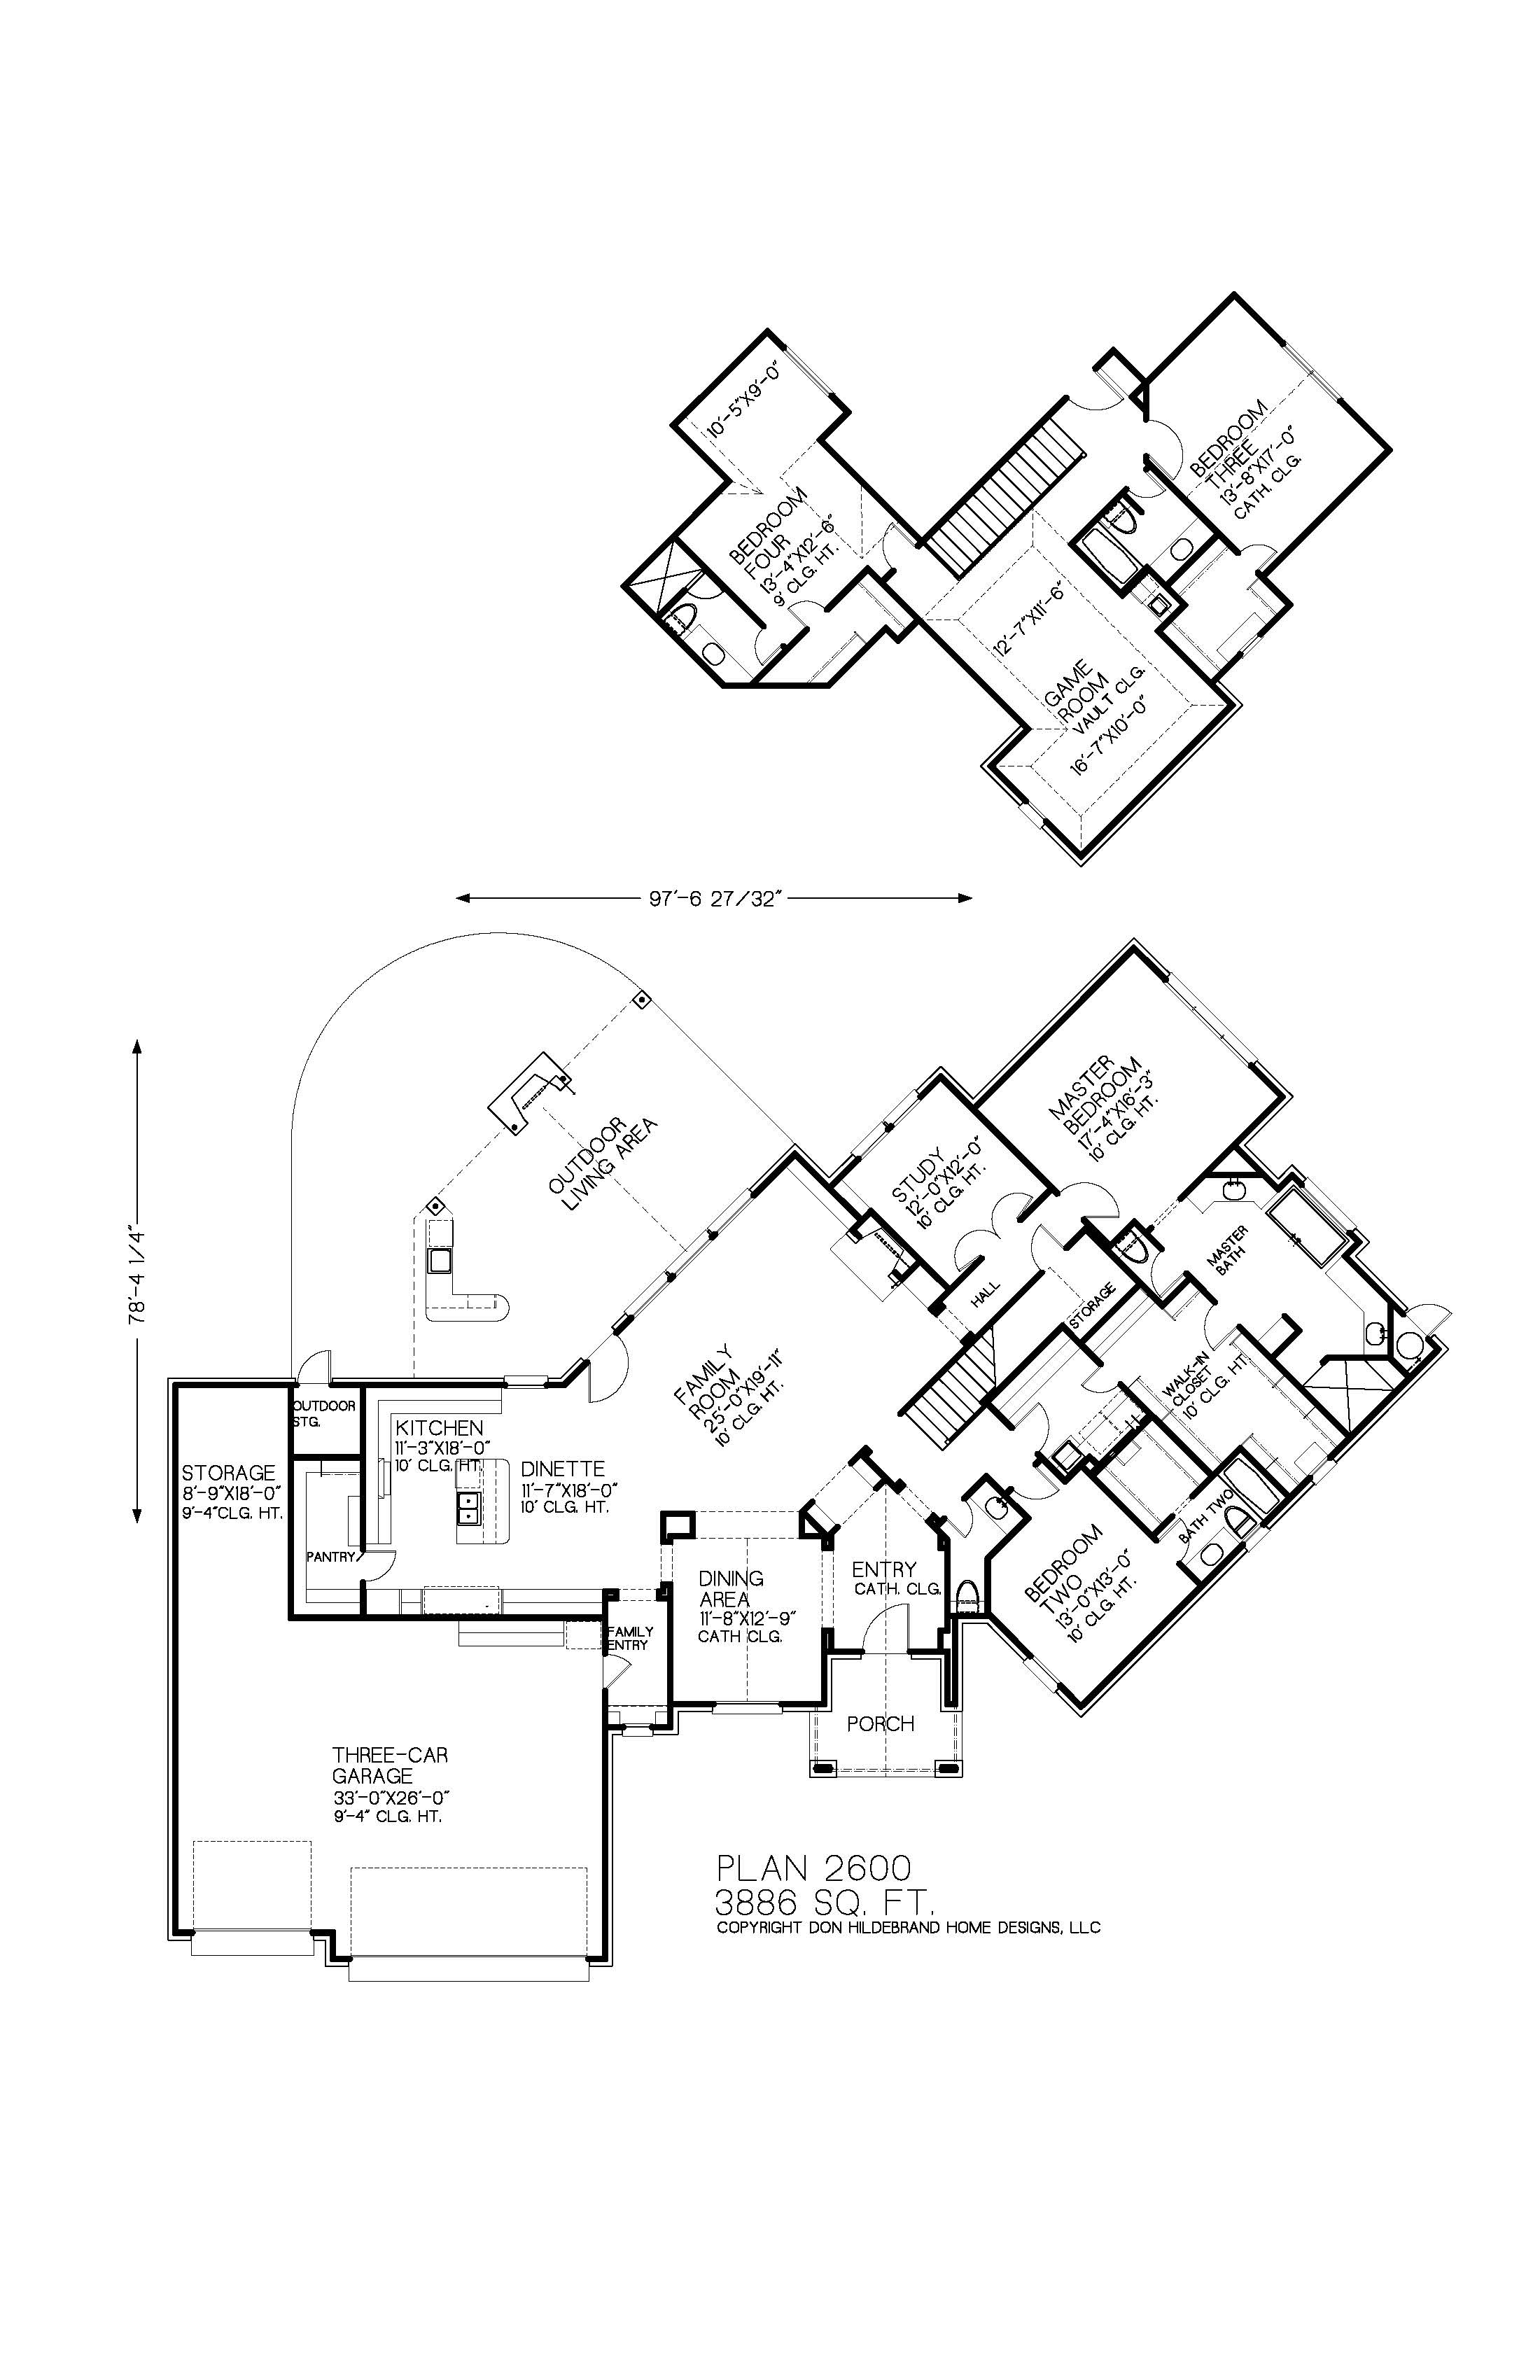 10'-5"X9'-0"
BEDROOM
FOUR
13'-4"X12'-6"
9' CLG. HT.
BEDROOM
THREE
13'-8"X17'-0"
CATH. CLG.
12'-7"X11'-6"
GAME
ROOM
VAULT CLG.
16'-7"X10'-0"
97'-6 27/32"
78'-4 1/4"
OUTDOOR
LIVING AREA
MASTER
BEDROOM
17'-4"X16'-3"
10' CLG. HT.
STUDY
12'-0"X12'-0"
10' CLG. HT.
MASTER
BATH
HALL
STORAGE
FAMILY
ROOM
25'-0"X19'-11"
10' CLG. HT.
WALK-IN
CLOSET
10' CLG. HT
OUTDOOR
STG.
KITCHEN
11'-3"X18'-0"
10' CLG. HT.
DINETTE
11'-7"X18'-0"
10' CLG. HT.
STORAGE
8'-9"X18'-0"
9'-4"CLG. HT.
PANTRY
BATH TWO
BEDROOM
TWO
13'-0"X13'-0"
10' CLG. HT.
DINING
AREA
11'-8"X12'-9"
CATH CLG.
ENTRY
CATH. CLG.
FAMILY
ENTRY
PORCH
THREE-CAR
GARAGE
33'-0"X26'-0"
9'-4" CLG. HT.
PLAN 2600
3886 SQ. FT.
COPYRIGHT DON HILDEBRAND HOME DESIGNS, LLC